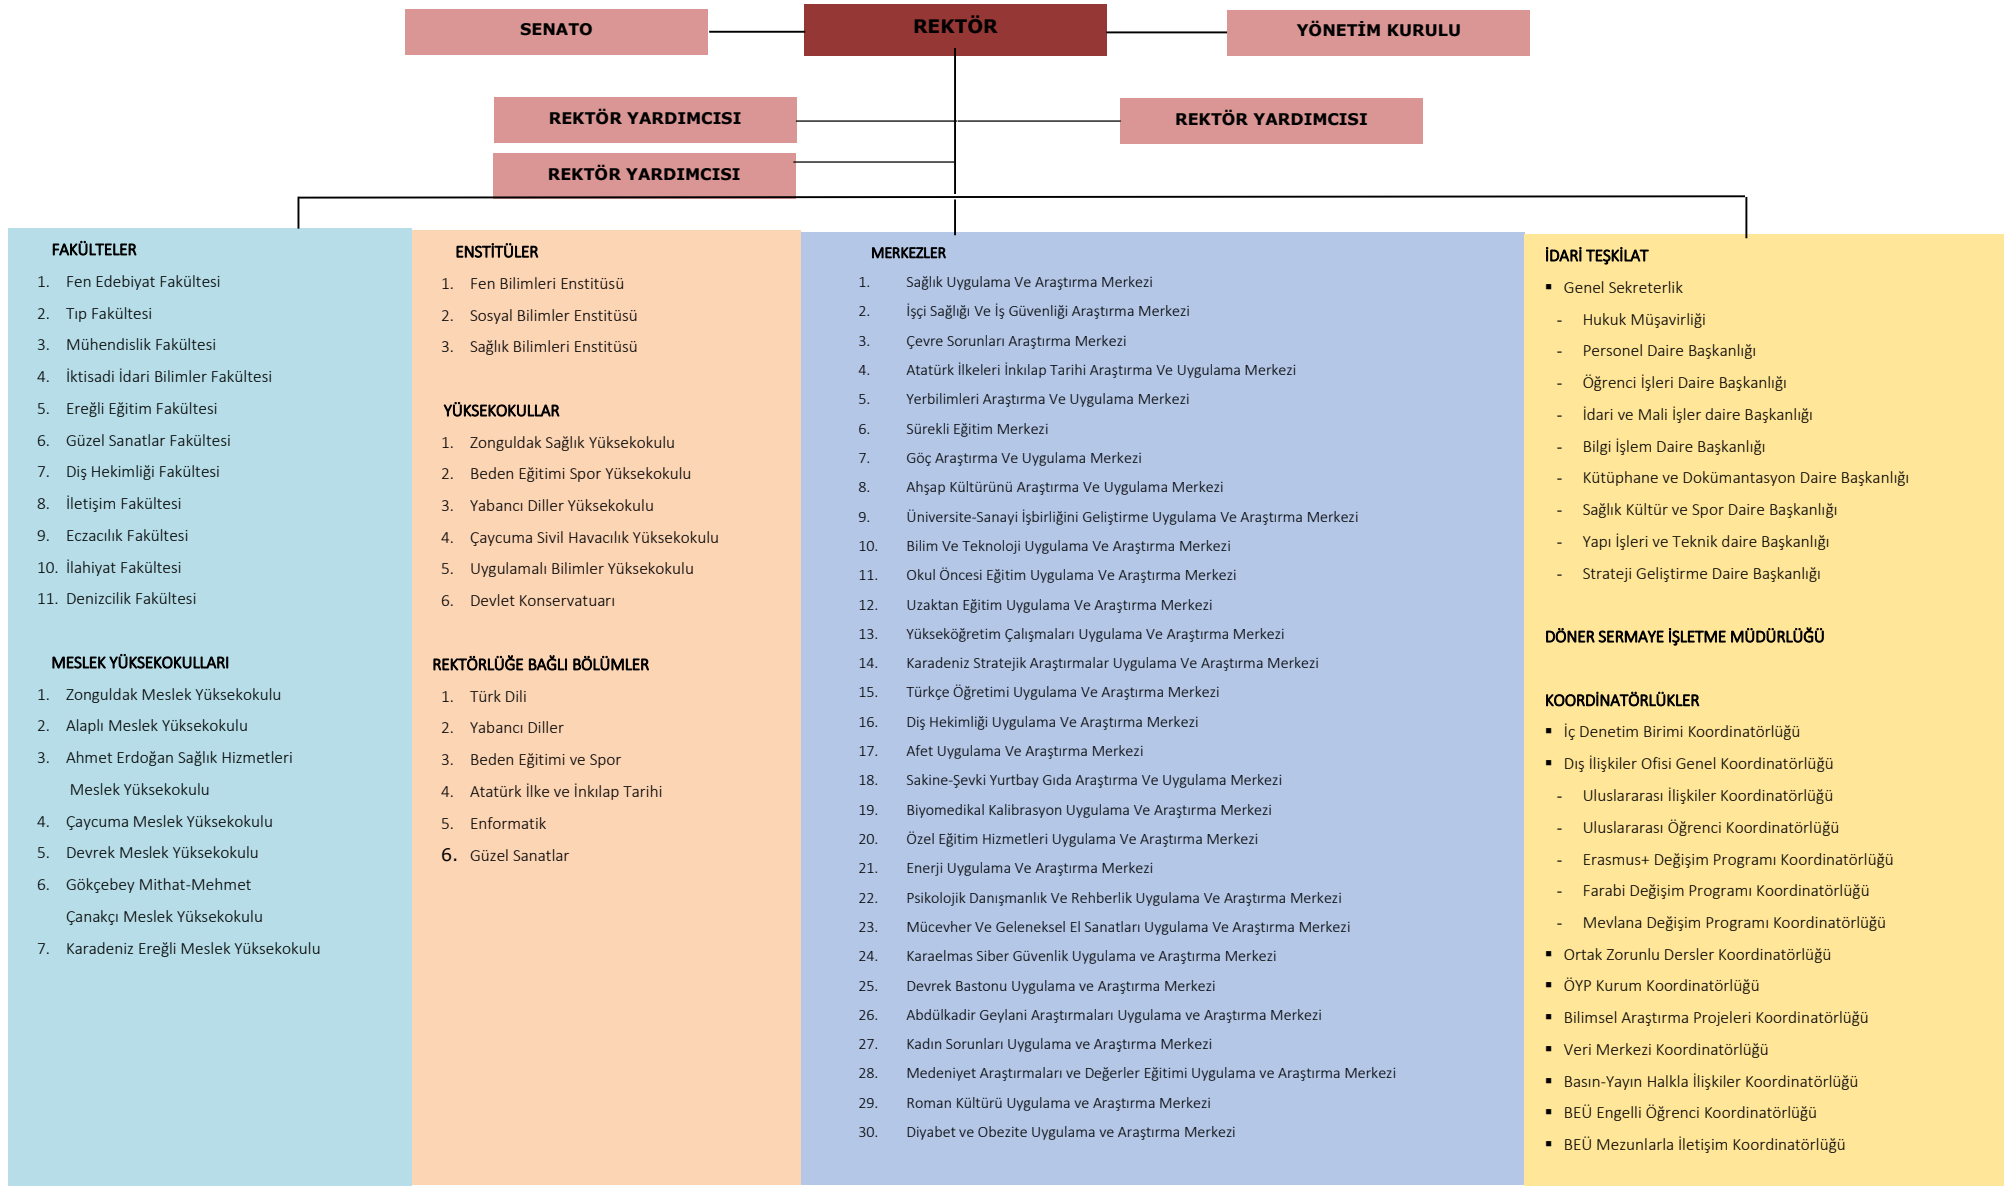 SENATO
REKTÖR
YÖNETİM KURULU
REKTÖR YARDIMCISI
REKTÖR YARDIMCISI
REKTÖR YARDIMCISI
FAKÜLTELER
1. Fen Edebiyat Fakültesi
2. Tıp Fakültesi
3. Mühendislik Fakültesi
4. İktisadi İdari Bilimler Fakültesi
5. Ereğli Eğitim Fakültesi
6. Güzel Sanatlar Fakültesi
7. Diş Hekimliği Fakültesi
8. İletişim Fakültesi
9. Eczacılık Fakültesi
10. İlahiyat Fakültesi
11. Denizcilik Fakültesi
MESLEK YÜKSEKOKULLARI
1. Zonguldak Meslek Yüksekokulu
2. Alaplı Meslek Yüksekokulu
3. Ahmet Erdoğan Sağlık Hizmetleri
Meslek Yüksekokulu
4. Çaycuma Meslek Yüksekokulu
5. Devrek Meslek Yüksekokulu
6. Gökçebey Mithat-Mehmet
Çanakçı Meslek Yüksekokulu
7. Karadeniz Ereğli Meslek Yüksekokulu
ENSTİTÜLER
1. Fen Bilimleri Enstitüsü
2. Sosyal Bilimler Enstitüsü
3. Sağlık Bilimleri Enstitüsü
YÜKSEKOKULLAR
1. Zonguldak Sağlık Yüksekokulu
2. Beden Eğitimi Spor Yüksekokulu
3. Yabancı Diller Yüksekokulu
4. Çaycuma Sivil Havacılık Yüksekokulu
5. Uygulamalı Bilimler Yüksekokulu
6. Devlet Konservatuarı
REKTÖRLÜĞE BAĞLI BÖLÜMLER
1. Türk Dili
2. Yabancı Diller
3. Beden Eğitimi ve Spor
4. Atatürk İlke ve İnkılap Tarihi
5. Enformatik
6. Güzel Sanatlar
MERKEZLER
1. Sağlık Uygulama Ve Araştırma Merkezi
2. İşçi Sağlığı Ve İş Güvenliği Araştırma Merkezi
3. Çevre Sorunları Araştırma Merkezi
4. Atatürk İlkeleri İnkılap Tarihi Araştırma Ve Uygulama Merkezi
5. Yerbilimleri Araştırma Ve Uygulama Merkezi
6. Sürekli Eğitim Merkezi
7. Göç Araştırma Ve Uygulama Merkezi
8. Ahşap Kültürünü Araştırma Ve Uygulama Merkezi
9. Üniversite-Sanayi İşbirliğini Geliştirme Uygulama Ve Araştırma Merkezi
10. Bilim Ve Teknoloji Uygulama Ve Araştırma Merkezi
11. Okul Öncesi Eğitim Uygulama Ve Araştırma Merkezi
12. Uzaktan Eğitim Uygulama Ve Araştırma Merkezi
13. Yükseköğretim Çalışmaları Uygulama Ve Araştırma Merkezi
14. Karadeniz Stratejik Araştırmalar Uygulama Ve Araştırma Merkezi
15. Türkçe Öğretimi Uygulama Ve Araştırma Merkezi
16. Diş Hekimliği Uygulama Ve Araştırma Merkezi
17. Afet Uygulama Ve Araştırma Merkezi
18. Sakine-Şevki Yurtbay Gıda Araştırma Ve Uygulama Merkezi
19. Biyomedikal Kalibrasyon Uygulama Ve Araştırma Merkezi
20. Özel Eğitim Hizmetleri Uygulama Ve Araştırma Merkezi
21. Enerji Uygulama Ve Araştırma Merkezi
22. Psikolojik Danışmanlık Ve Rehberlik Uygulama Ve Araştırma Merkezi
23. Mücevher Ve Geleneksel El Sanatları Uygulama Ve Araştırma Merkezi
24. Karaelmas Siber Güvenlik Uygulama ve Araştırma Merkezi
25. Devrek Bastonu Uygulama ve Araştırma Merkezi
26. Abdülkadir Geylani Araştırmaları Uygulama ve Araştırma Merkezi
27. Kadın Sorunları Uygulama ve Araştırma Merkezi
28. Medeniyet Araştırmaları ve Değerler Eğitimi Uygulama ve Araştırma Merkezi
29. Roman Kültürü Uygulama ve Araştırma Merkezi
30. Diyabet ve Obezite Uygulama ve Araştırma Merkezi
İDARİ TEŞKİLAT
▪ Genel Sekreterlik
- Hukuk Müşavirliği
- Personel Daire Başkanlığı
- Öğrenci İşleri Daire Başkanlığı
- İdari ve Mali İşler daire Başkanlığı
- Bilgi İşlem Daire Başkanlığı
- Kütüphane ve Dokümantasyon Daire Başkanlığı
- Sağlık Kültür ve Spor Daire Başkanlığı
- Yapı İşleri ve Teknik daire Başkanlığı
- Strateji Geliştirme Daire Başkanlığı
DÖNER SERMAYE İŞLETME MÜDÜRLÜĞÜ
KOORDİNATÖRLÜKLER
▪ İç Denetim Birimi Koordinatörlüğü
▪ Dış İlişkiler Ofisi Genel Koordinatörlüğü
- Uluslararası İlişkiler Koordinatörlüğü
- Uluslararası Öğrenci Koordinatörlüğü
- Erasmus+ Değişim Programı Koordinatörlüğü
- Farabi Değişim Programı Koordinatörlüğü
- Mevlana Değişim Programı Koordinatörlüğü
▪ Ortak Zorunlu Dersler Koordinatörlüğü
▪ ÖYP Kurum Koordinatörlüğü
▪ Bilimsel Araştırma Projeleri Koordinatörlüğü
▪ Veri Merkezi Koordinatörlüğü
▪ Basın-Yayın Halkla İlişkiler Koordinatörlüğü
▪ BEÜ Engelli Öğrenci Koordinatörlüğü
▪ BEÜ Mezunlarla İletişim Koordinatörlüğü